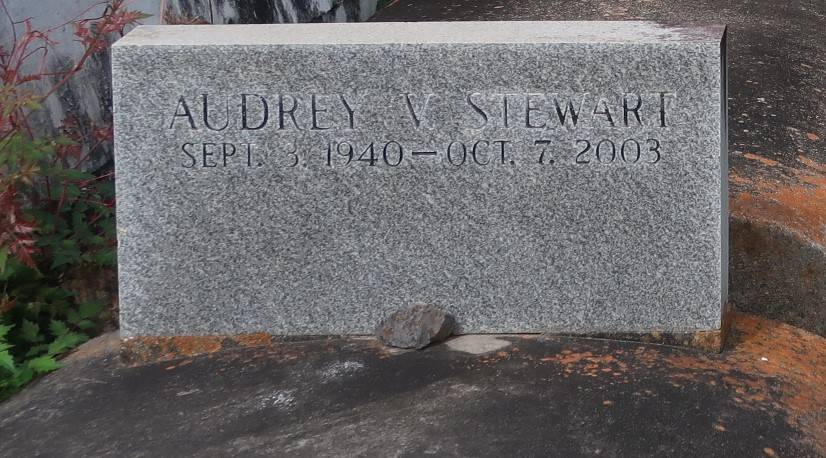 AUDREY V. STEWART
SEPT. 3, 1940 – OCT. 7, 2003